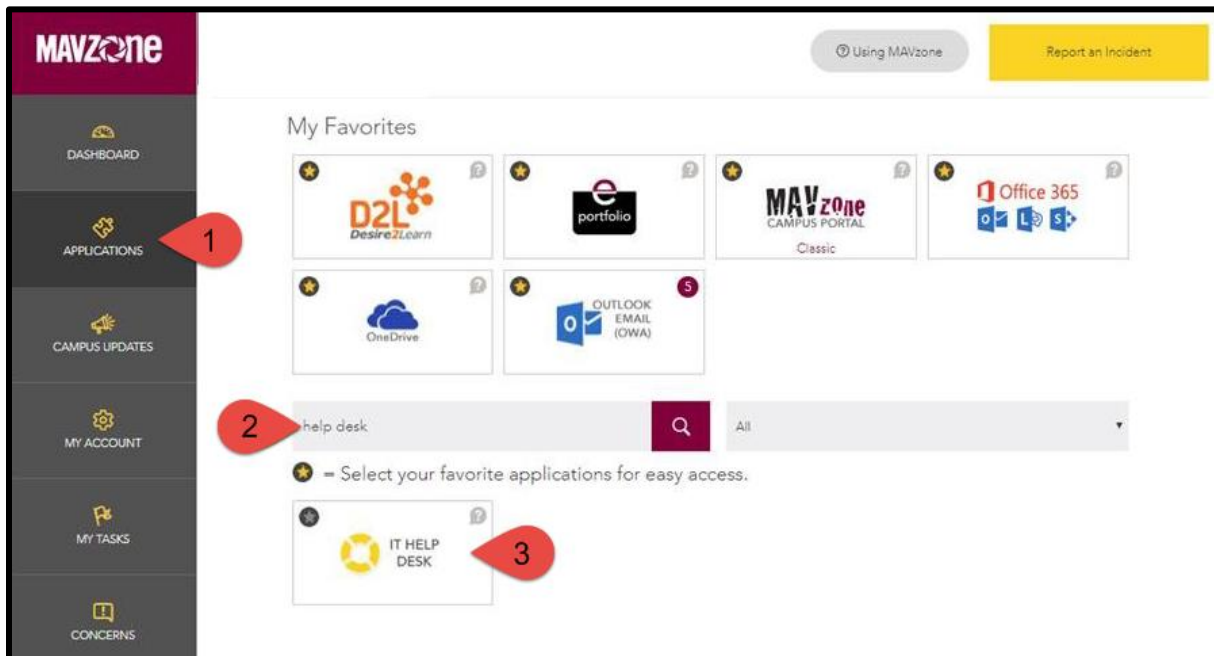 MAVZONE
Using MAVzone
Report an Incident
DASHBOARD
APPLICATIONS
1
CAMPUS UPDATES
MY ACCOUNT
MY TASKS
CONCERNS
My Favorites
D2L
Desire2Learn
e
portfolio
MAVzone
CAMPUS PORTAL
Classic
Office 365
O L S
OneDrive
5
O
OUTLOOK
EMAIL
(OWA)
2
help desk
All
= Select your favorite applications for easy access.
IT HELP
DESK
3